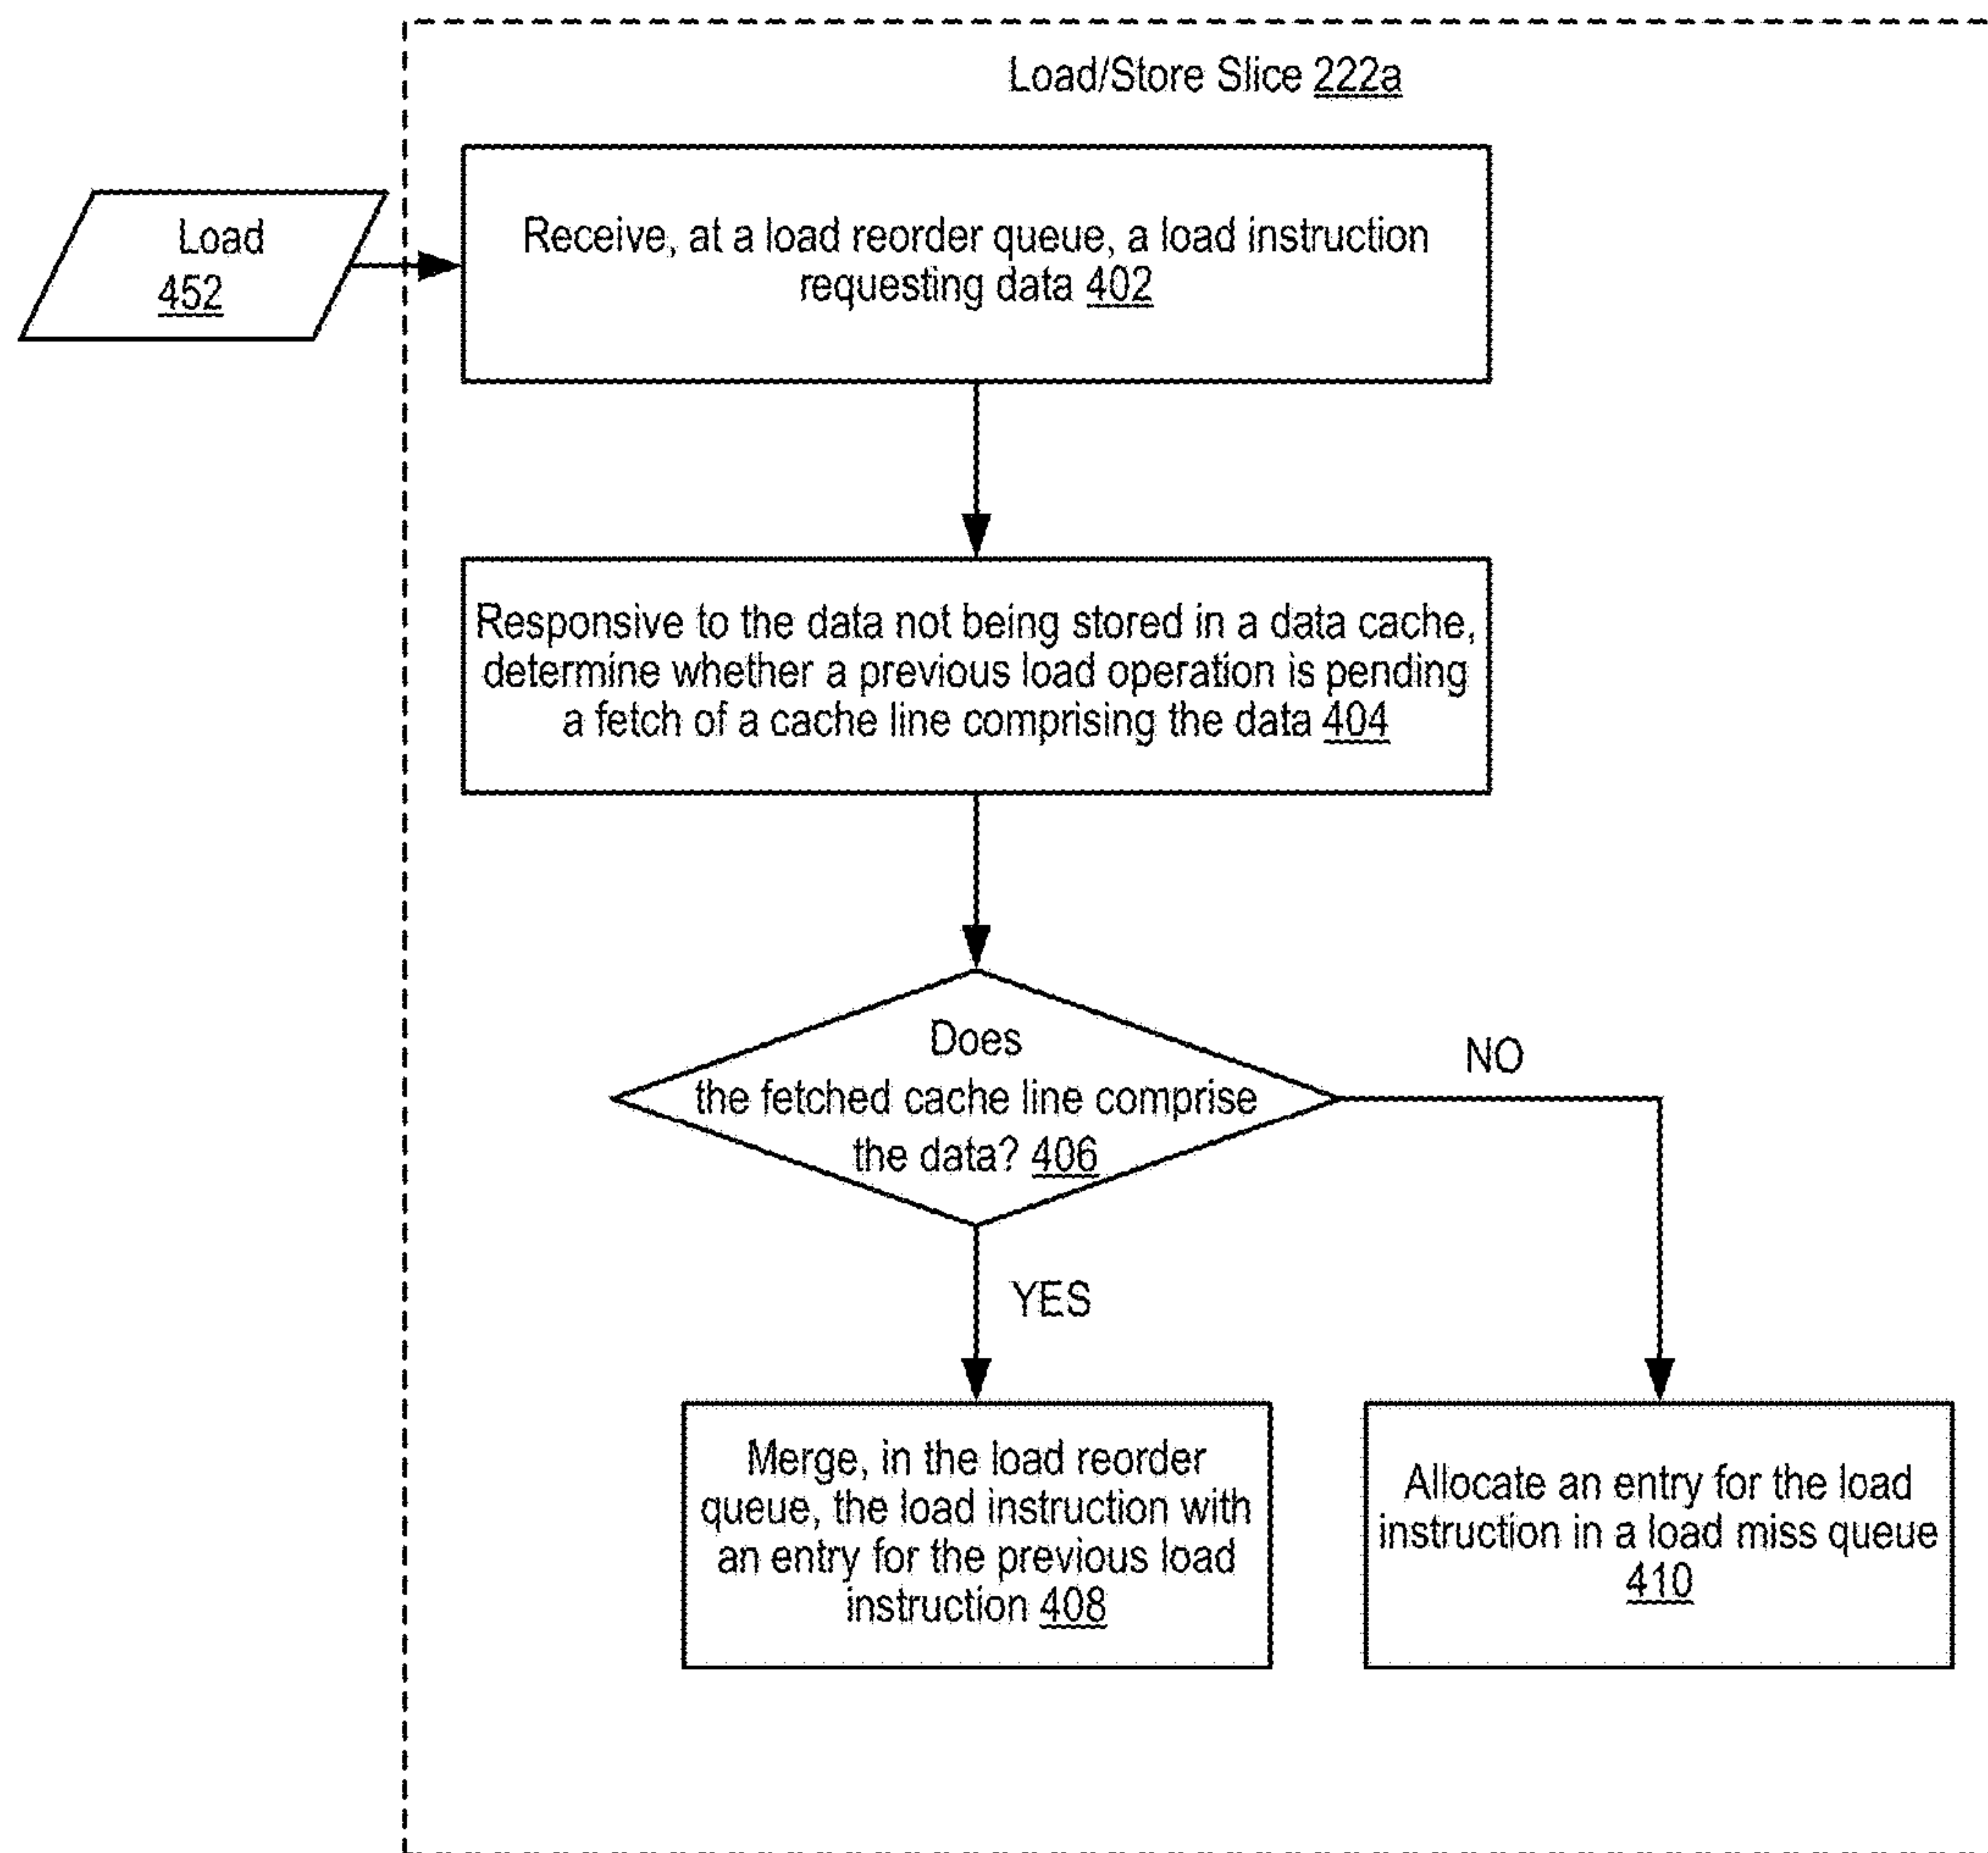 Load/Store Slice 222a
Load
452
Receive, at a load reorder queue, a load instruction
requesting data 402
Responsive to the data not being stored in a data cache,
determine whether a previous load operation is pending
a fetch of a cache line comprising the data 404
Does
the fetched cache line comprise
the data? 406
NO
YES
Merge, in the load reorder
queue, the load instruction with
an entry for the previous load
instruction 408
Allocate an entry for the load
instruction in a load miss queue
410